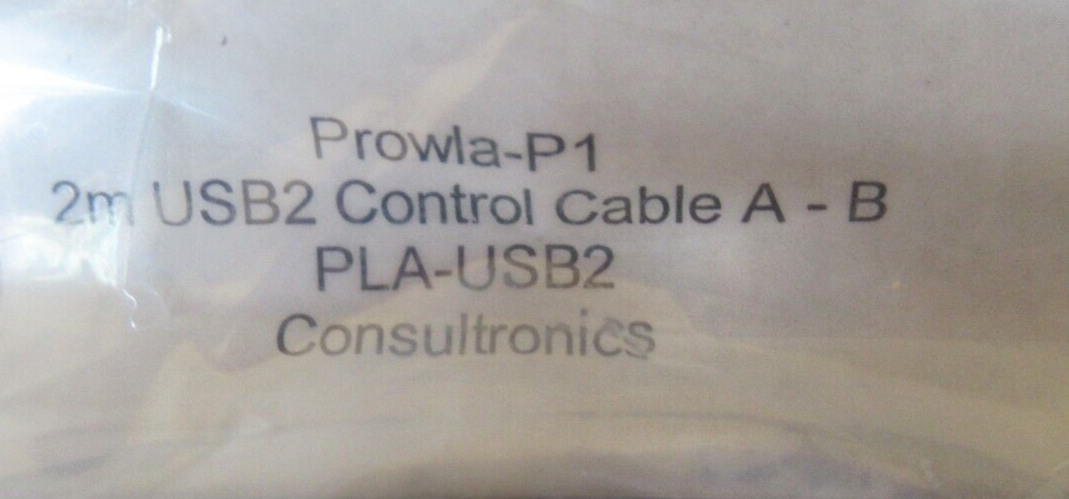 Prowla-P1
2m USB2 Control Cable A - B
PLA-USB2
Consultronics